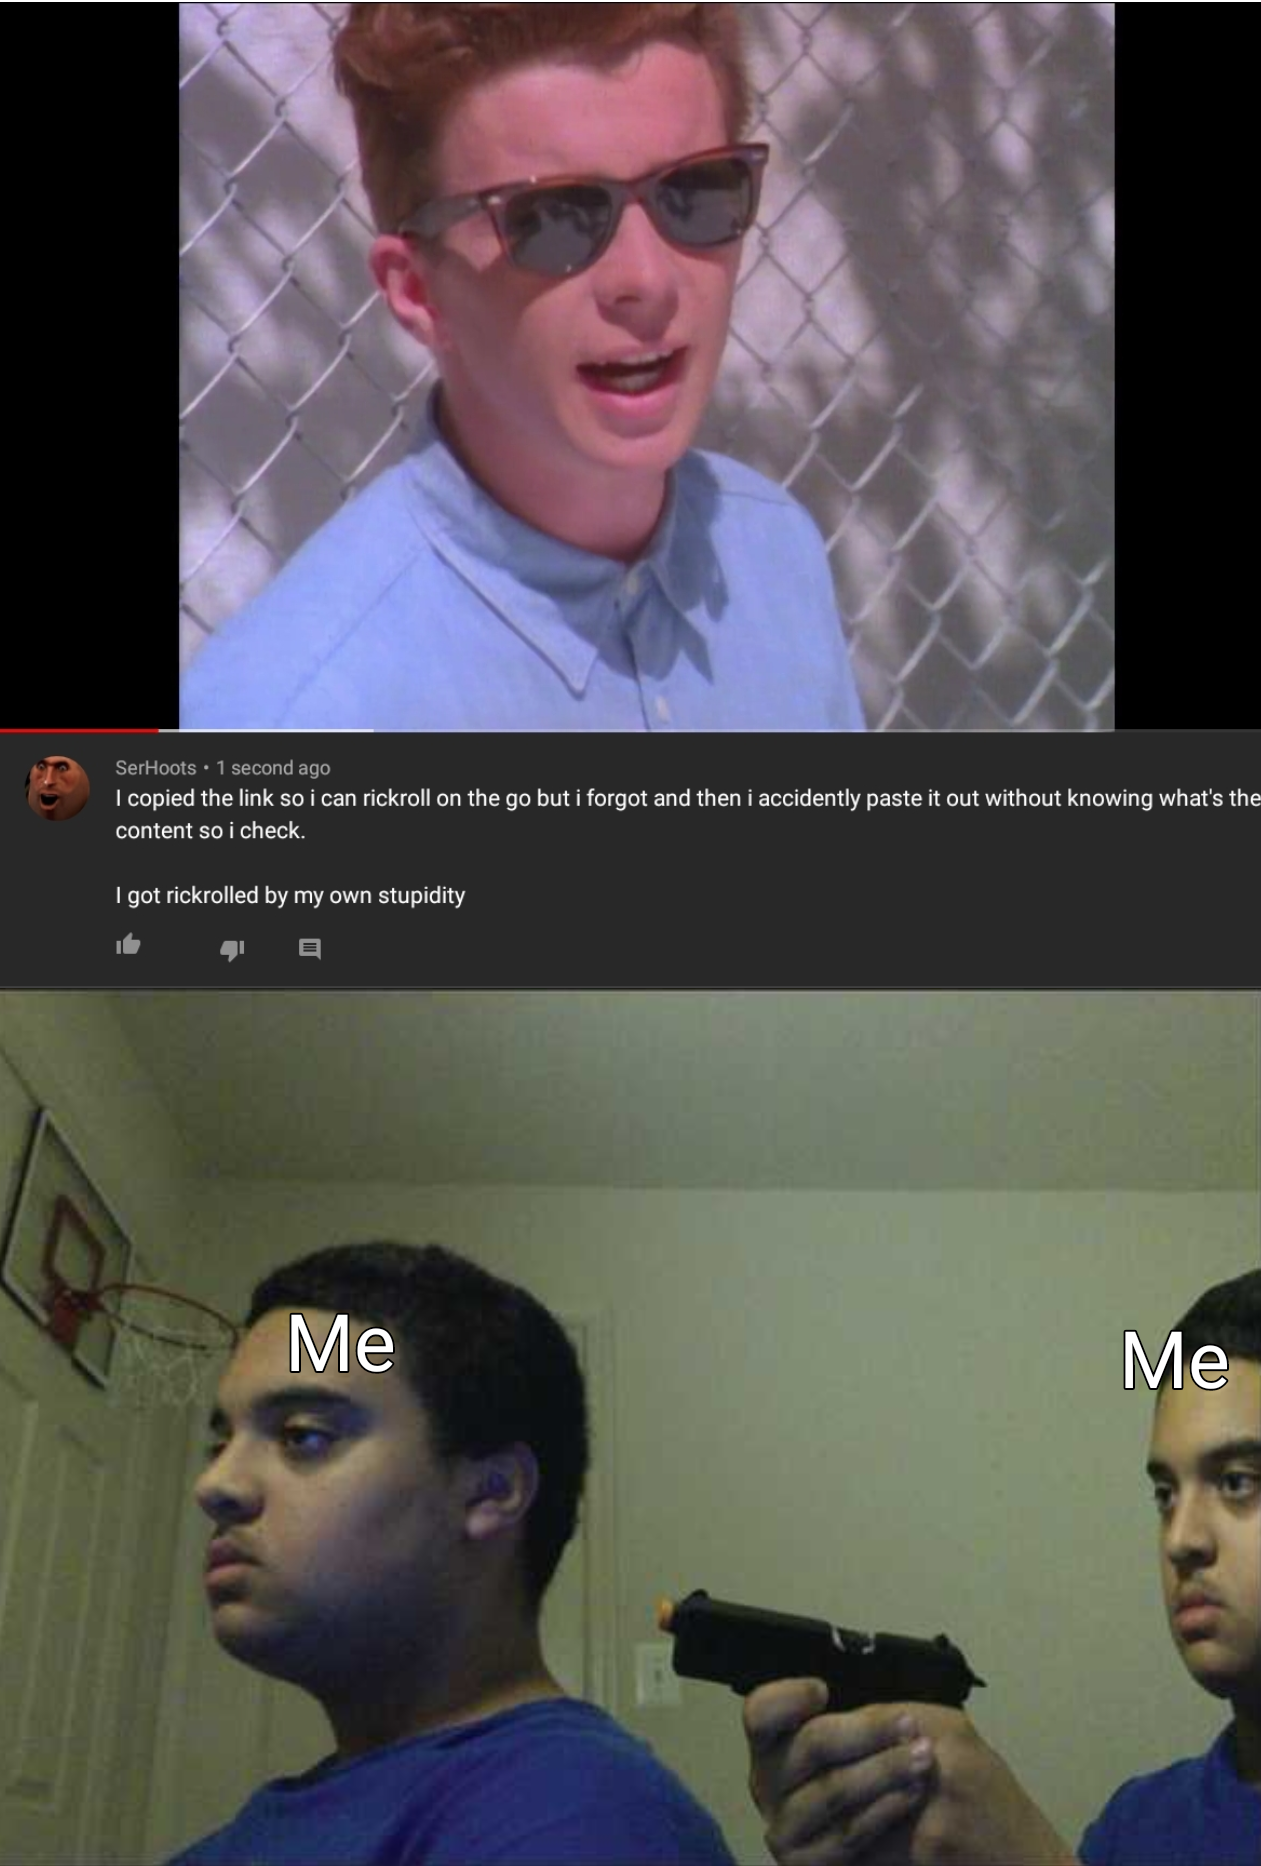 SerHoots • 1 second ago
I copied the link so i can rickroll on the go but i forgot and then i accidently paste it out without knowing what's the
content so i check.
I got rickrolled by my own stupidity
Me
Me